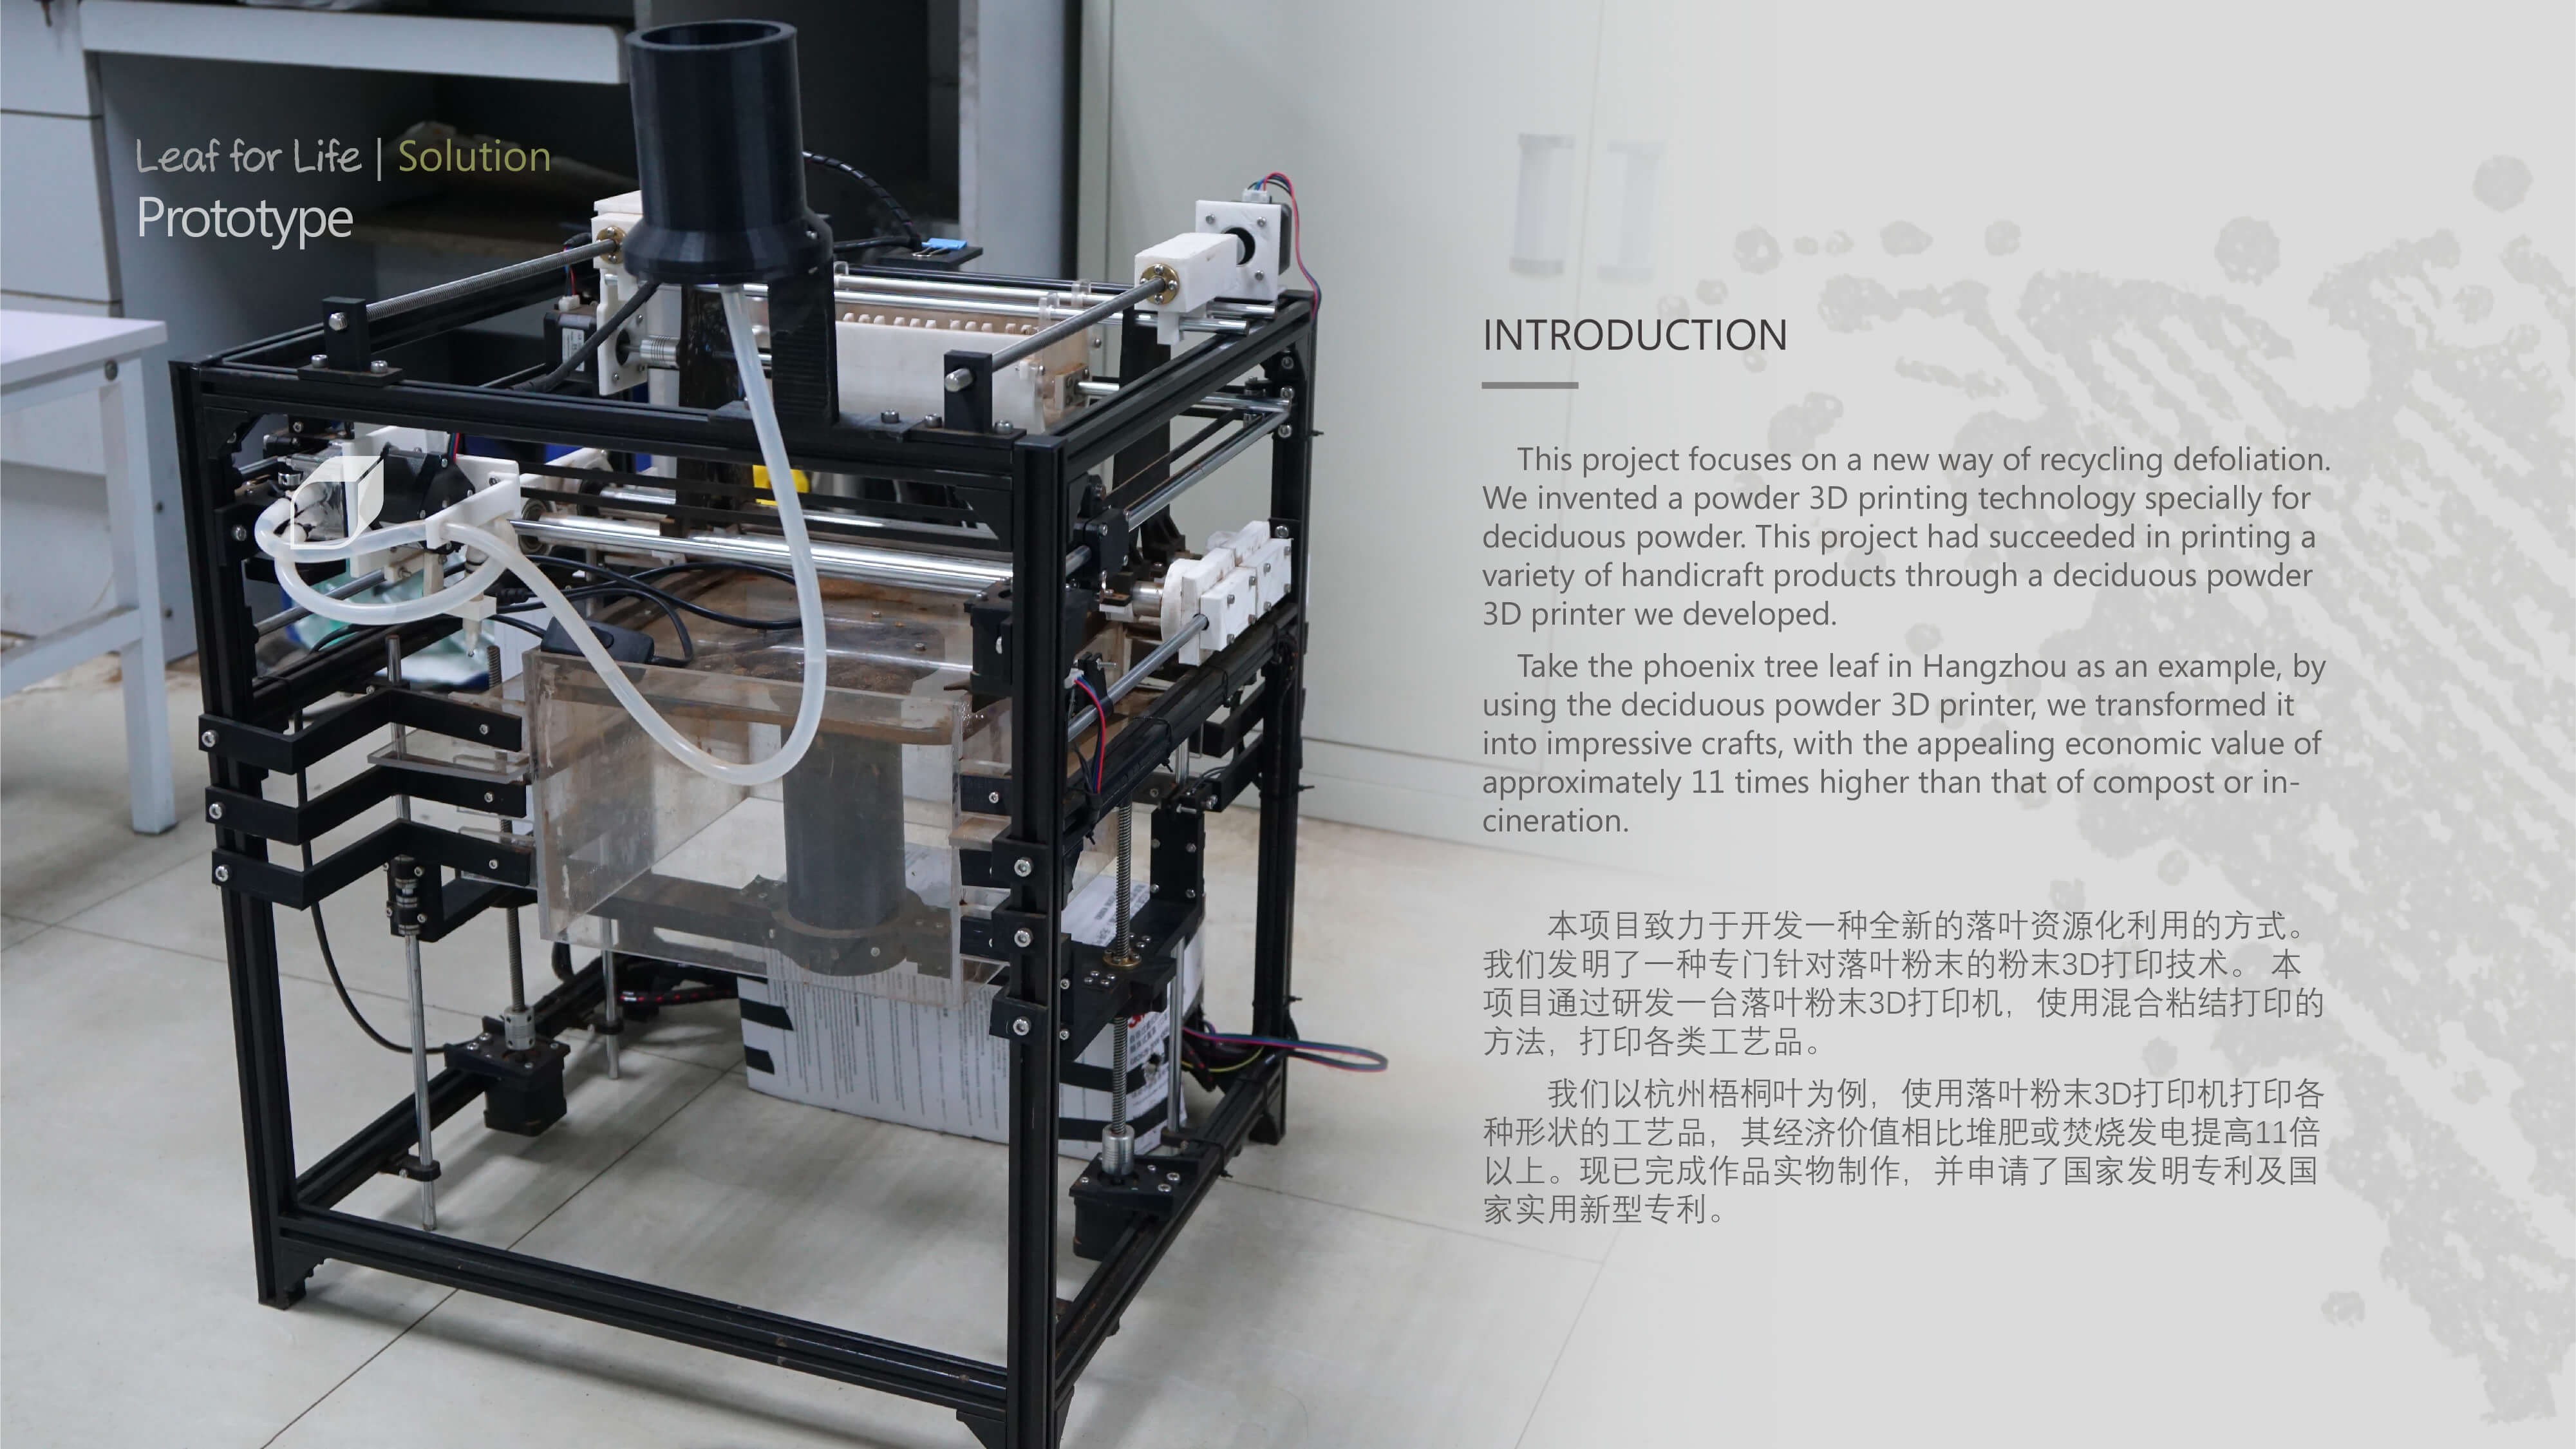 Leaf for Life | Solution
Prototype
INTRODUCTION
This project focuses on a new way of recycling defoliation.
We invented a powder 3D printing technology specially for
deciduous powder. This project had succeeded in printing a
variety of handicraft products through a deciduous powder
3D printer we developed.
Take the phoenix tree leaf in Hangzhou as an example, by
using the deciduous powder 3D printer, we transformed it
into impressive crafts, with the appealing economic value of
approximately 11 times higher than that of compost or in-
cineration.
本项目致力于开发一种全新的落叶资源化利用的方式。
我们发明了一种专门针对落叶粉末的粉末3D打印技术。 本
项目通过研发一台落叶粉末3D打印机，使用混合粘结打印的
方法，打印各类工艺品。
我们以杭州梧桐叶为例，使用落叶粉末3D打印机打印各
种形状的工艺品，其经济价值相比堆肥或焚烧发电提高11倍
以上。现已完成作品实物制作，并申请了国家发明专利及国
家实用新型专利。